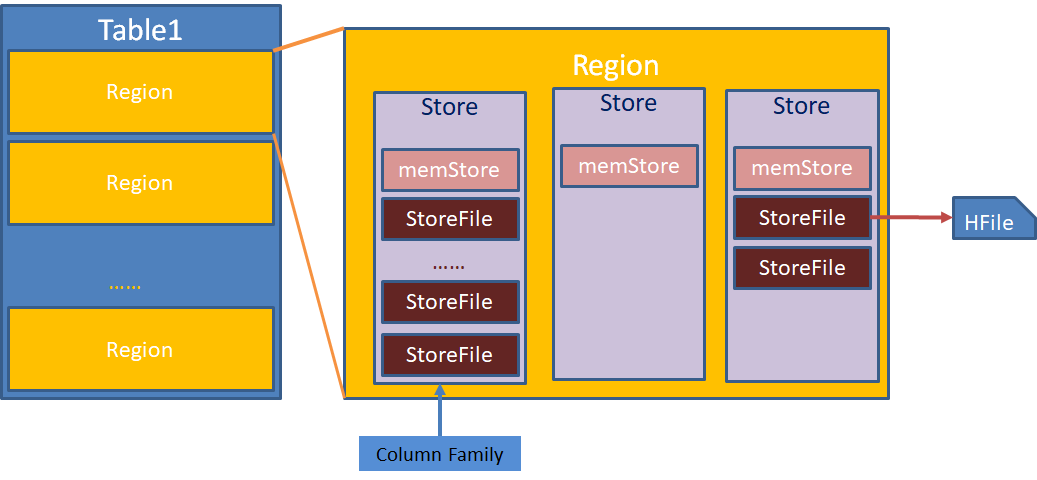 Table1
Region
Region
……
Region
Region
Store
memStore
StoreFile
……
StoreFile
StoreFile
Store
memStore
Store
memStore
StoreFile
StoreFile
HFile
Column Family